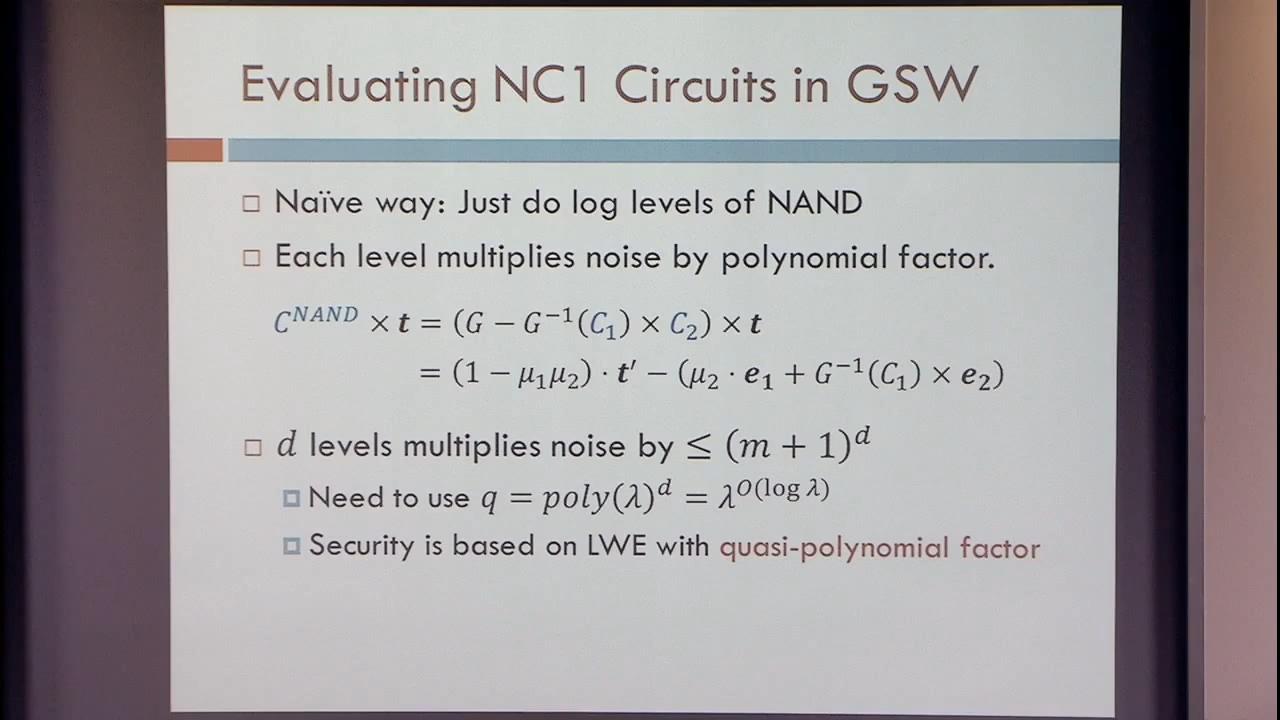 Evaluating NC1 Circuits in GSW
Naïve way: Just do log levels of NAND
Each level multiplies noise by polynomial factor.
C^{NAND} × t = (G − G^{−1}(C_1) × C_2) × t
= (1 − μ_1μ_2) · t′ − (μ_2 · e_1 + G^{−1}(C_1) × e_2)
d levels multiplies noise by ≤ (m + 1)^d
Need to use q = poly(λ)^d = λ^{O(log λ)}
Security is based on LWE with quasi-polynomial factor